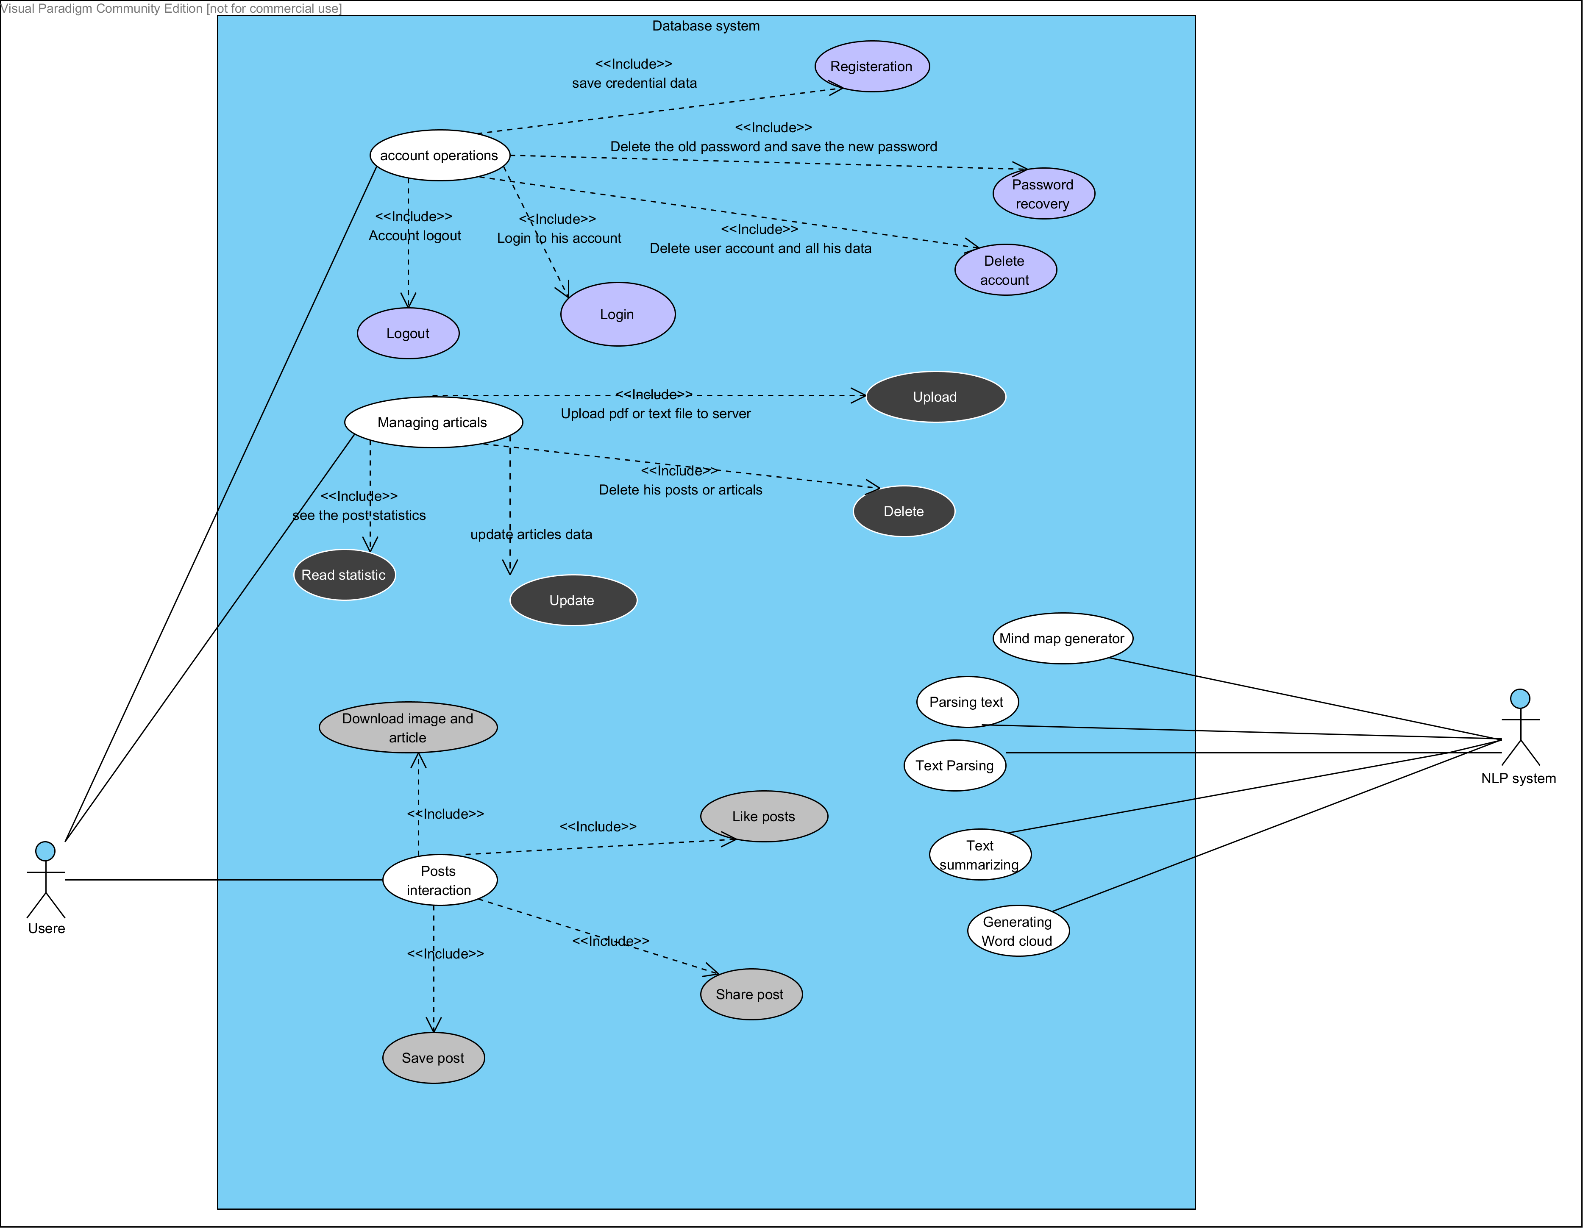 Visual Paradigm Community Edition [not for commercial use]
Database system
<<Include>>
save credential data
Registeration
<<Include>>
Delete the old password and save the new password
account operations
Password
recovery
<<Include>>
Account logout
<<Include>>
Login to his account
<<Include>>
Delete user account and all his data
Delete
account
Logout
Login
<<Include>>
Upload pdf or text file to server
Upload
Managing articals
<<Include>>
Delete his posts or articals
Delete
<<Include>>
see the post statistics
update articles data
Read statistic
Update
Mind map generator
Parsing text
Text Parsing
Text
summarizing
Generating
Word cloud
NLP system
Download image and
article
<<Include>>
<<Include>>
Like posts
Posts
interaction
Usere
<<Include>>
<<Include>>
Share post
Save post